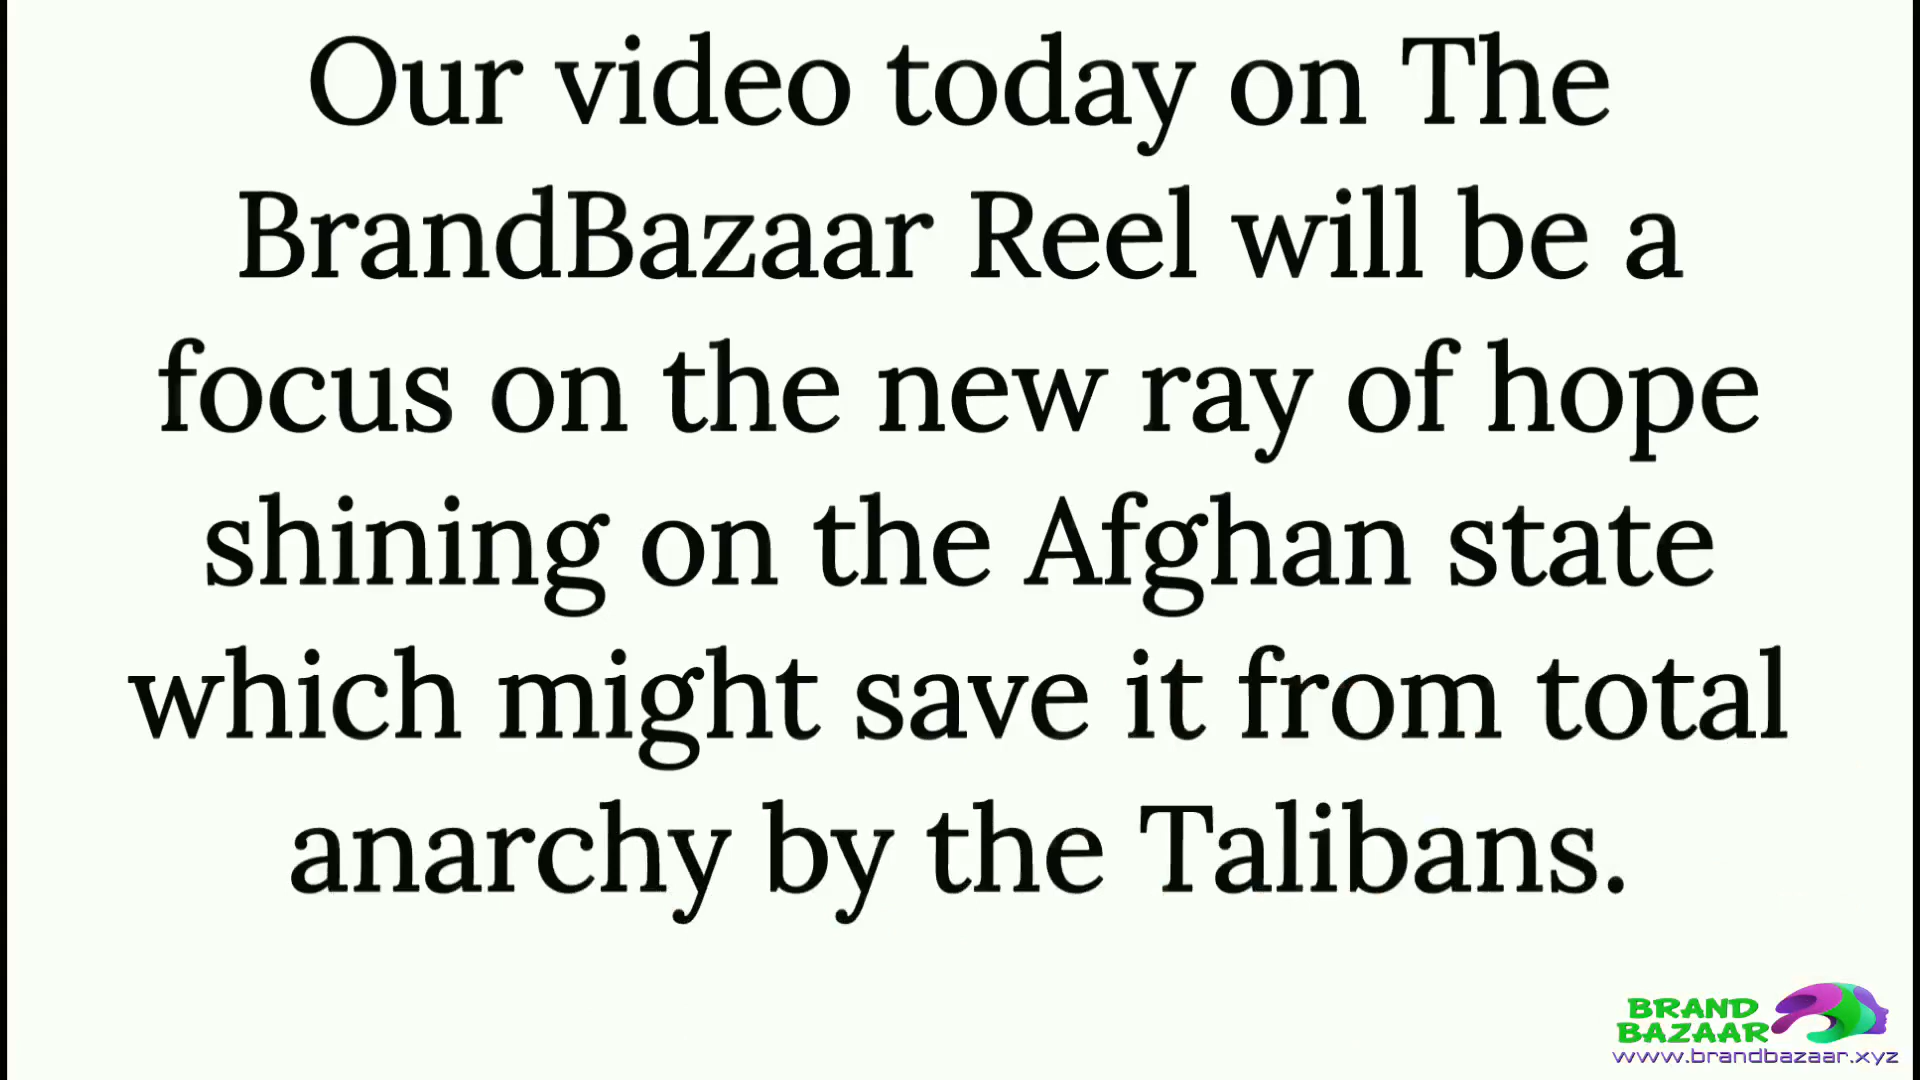 Our video today on The
BrandBazaar Reel will be a
focus on the new ray of hope
shining on the Afghan state
which might save it from total
anarchy by the Talibans.
BRAND
BAZAAR
www.brandbazaar.xyz